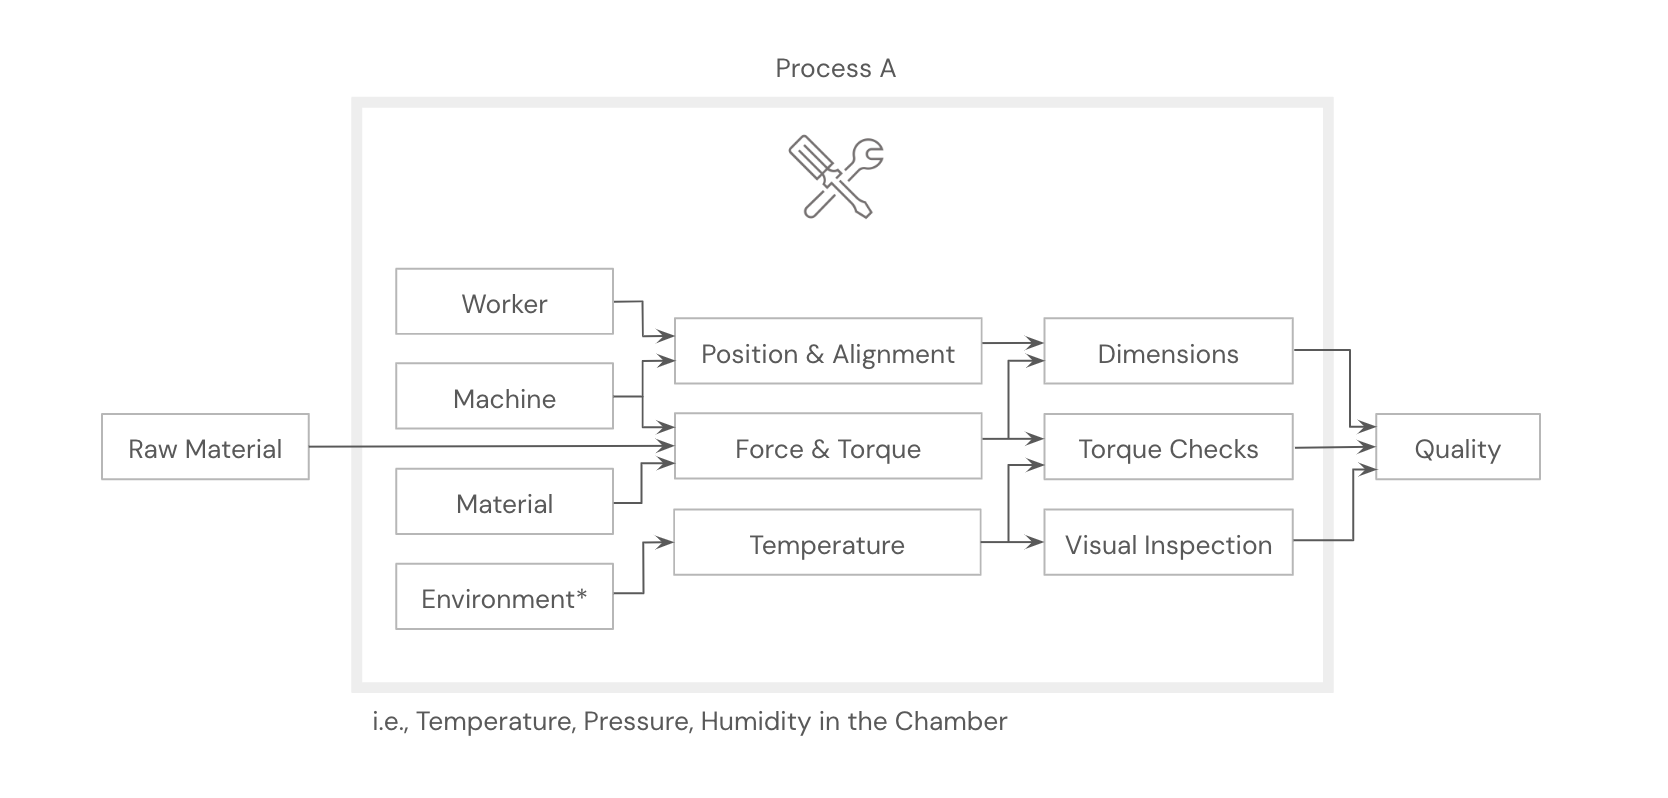 Process A
Worker
Machine
Raw Material
Material
Environment*
Position & Alignment
Force & Torque
Temperature
Dimensions
Torque Checks
Visual Inspection
Quality
i.e., Temperature, Pressure, Humidity in the Chamber